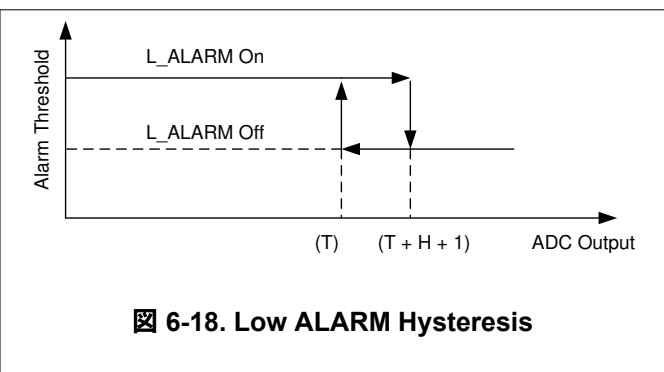 Alarm Threshold
L_ALARM On
L_ALARM Off
(T) (T + H + 1) ADC Output
図 6-18. Low ALARM Hysteresis